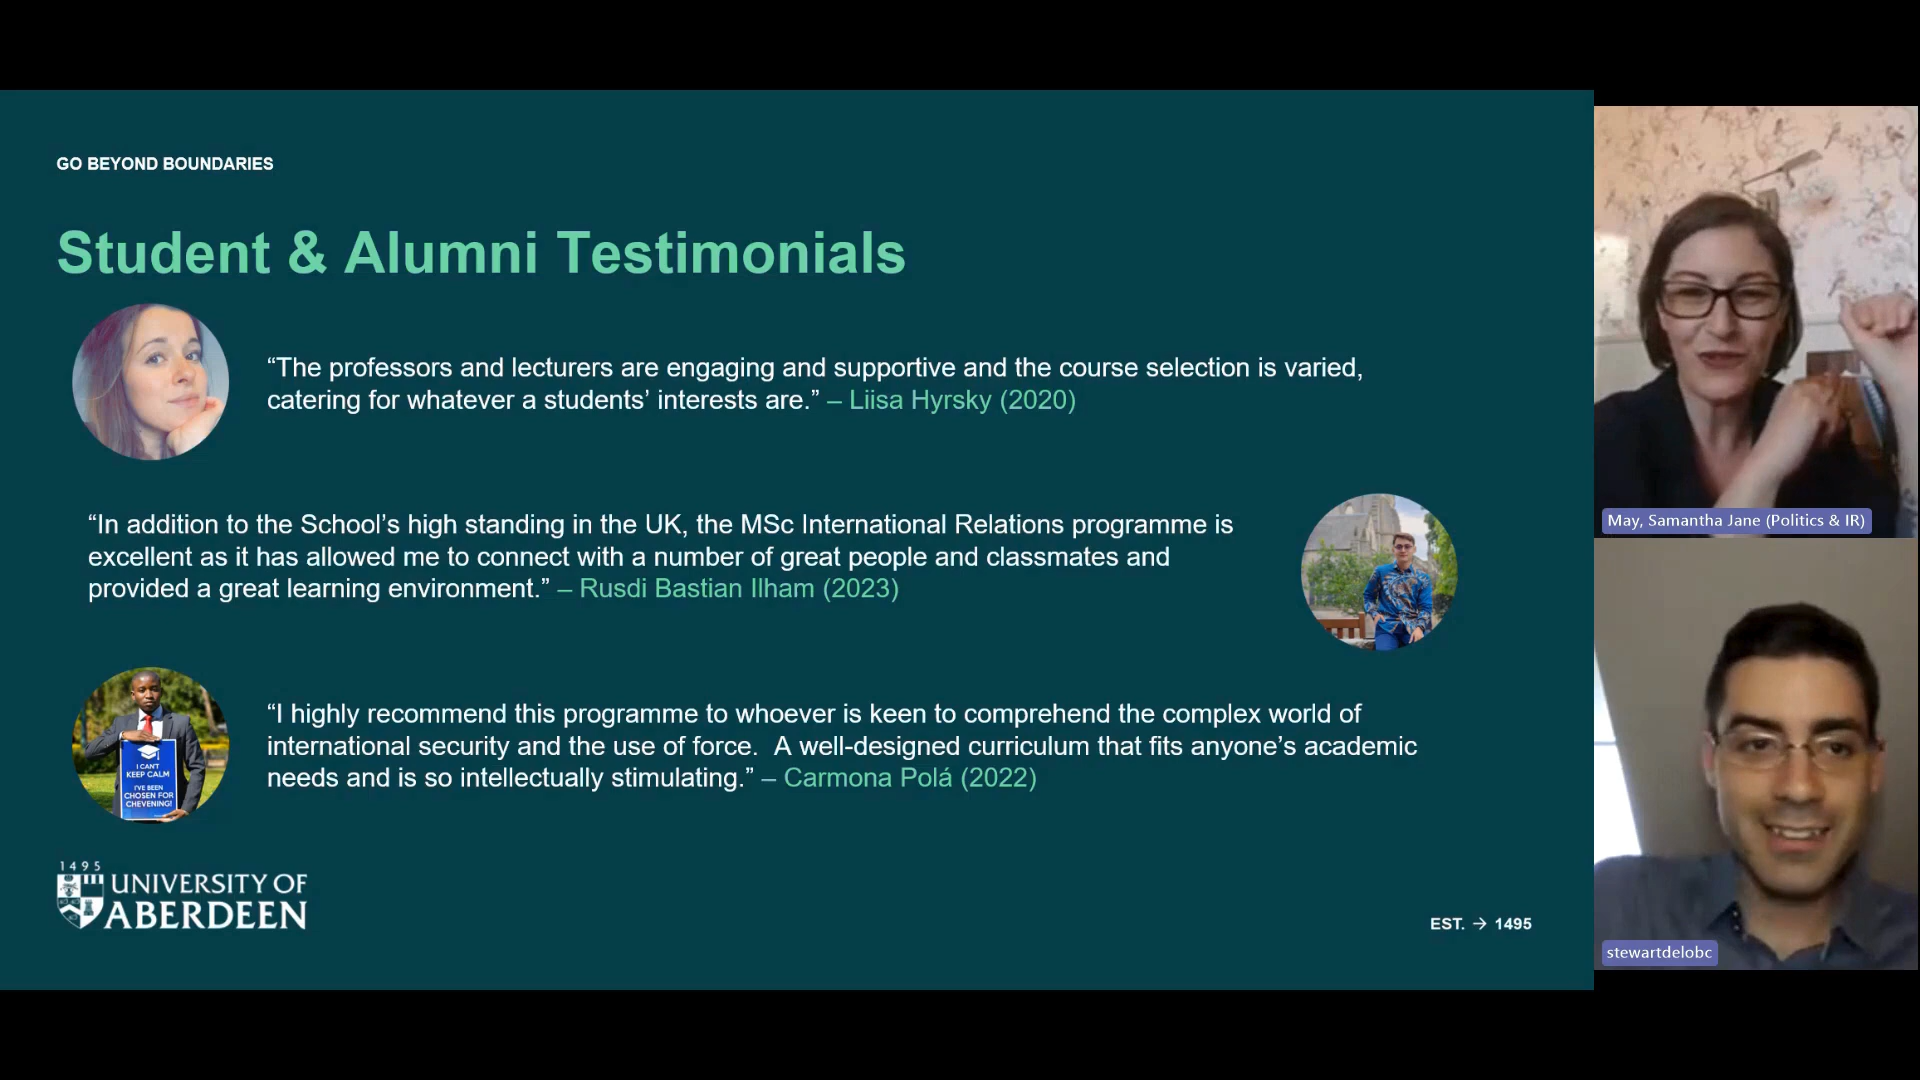 GO BEYOND BOUNDARIES
Student & Alumni Testimonials
“The professors and lecturers are engaging and supportive and the course selection is varied,
catering for whatever a students’ interests are.” – Liisa Hyrsky (2020)
“In addition to the School’s high standing in the UK, the MSc International Relations programme is
excellent as it has allowed me to connect with a number of great people and classmates and
provided a great learning environment.” – Rusdi Bastian Ilham (2023)
I CAN'T
KEEP CALM
I'VE BEEN
CHOSEN FOR
CHEVENING!
“I highly recommend this programme to whoever is keen to comprehend the complex world of
international security and the use of force.  A well-designed curriculum that fits anyone’s academic
needs and is so intellectually stimulating.” – Carmona Polá (2022)
1495
UNIVERSITY OF
ABERDEEN
EST. → 1495
May, Samantha Jane (Politics & IR)
stewartdelobc